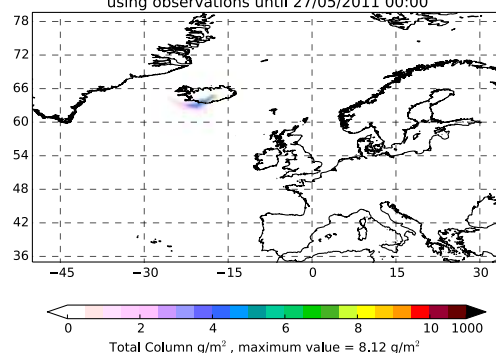 using observations until 27/05/2011 00:00
78
72
66
60
54
48
42
36
−45 −30 −15 0 15 30
0 2 4 6 8 10 1000
Total Column g/m² , maximum value = 8.12 g/m²